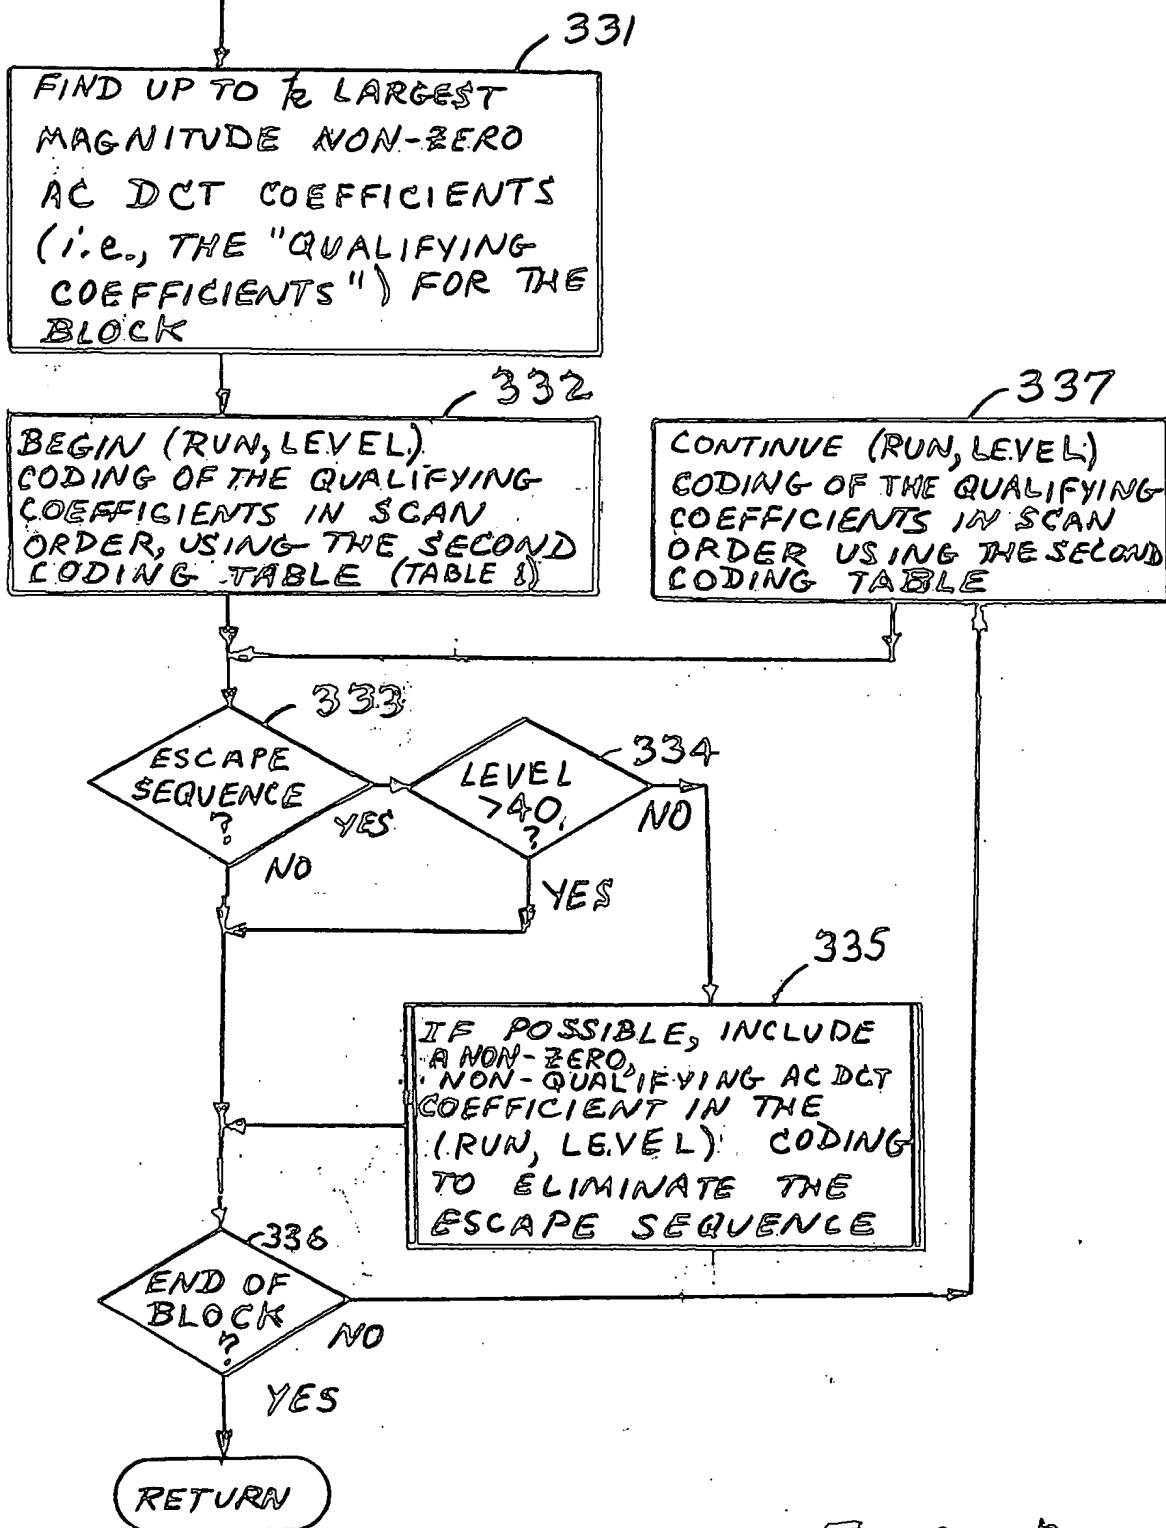 331
FIND UP TO k LARGEST
MAGNITUDE NON-ZERO
AC DCT COEFFICIENTS
(i.e., THE "QUALIFYING
COEFFICIENTS") FOR THE
BLOCK
332
BEGIN (RUN, LEVEL)
CODING OF THE QUALIFYING
COEFFICIENTS IN SCAN
ORDER, USING THE SECOND
CODING TABLE (TABLE 1)
337
CONTINUE (RUN, LEVEL)
CODING OF THE QUALIFYING
COEFFICIENTS IN SCAN
ORDER USING THE SECOND
CODING TABLE
333
ESCAPE
SEQUENCE
?
YES
NO
334
LEVEL
>40
?
NO
YES
335
IF POSSIBLE, INCLUDE
A NON-ZERO,
NON-QUALIFYING AC DCT
COEFFICIENT IN THE
(RUN, LEVEL) CODING
TO ELIMINATE THE
ESCAPE SEQUENCE
336
END OF
BLOCK
?
NO
YES
RETURN